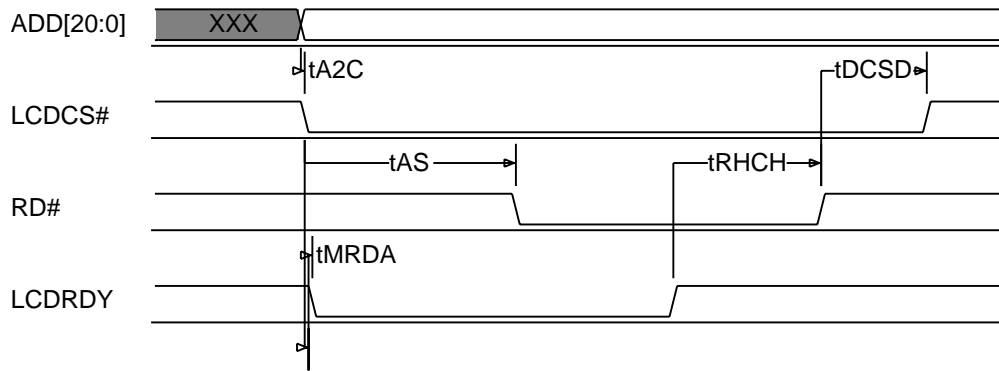 ADD[20:0] XXX
tA2C tDCSD
LCDCS#
tAS tRHCH
RD#
tMRDA
LCDRDY